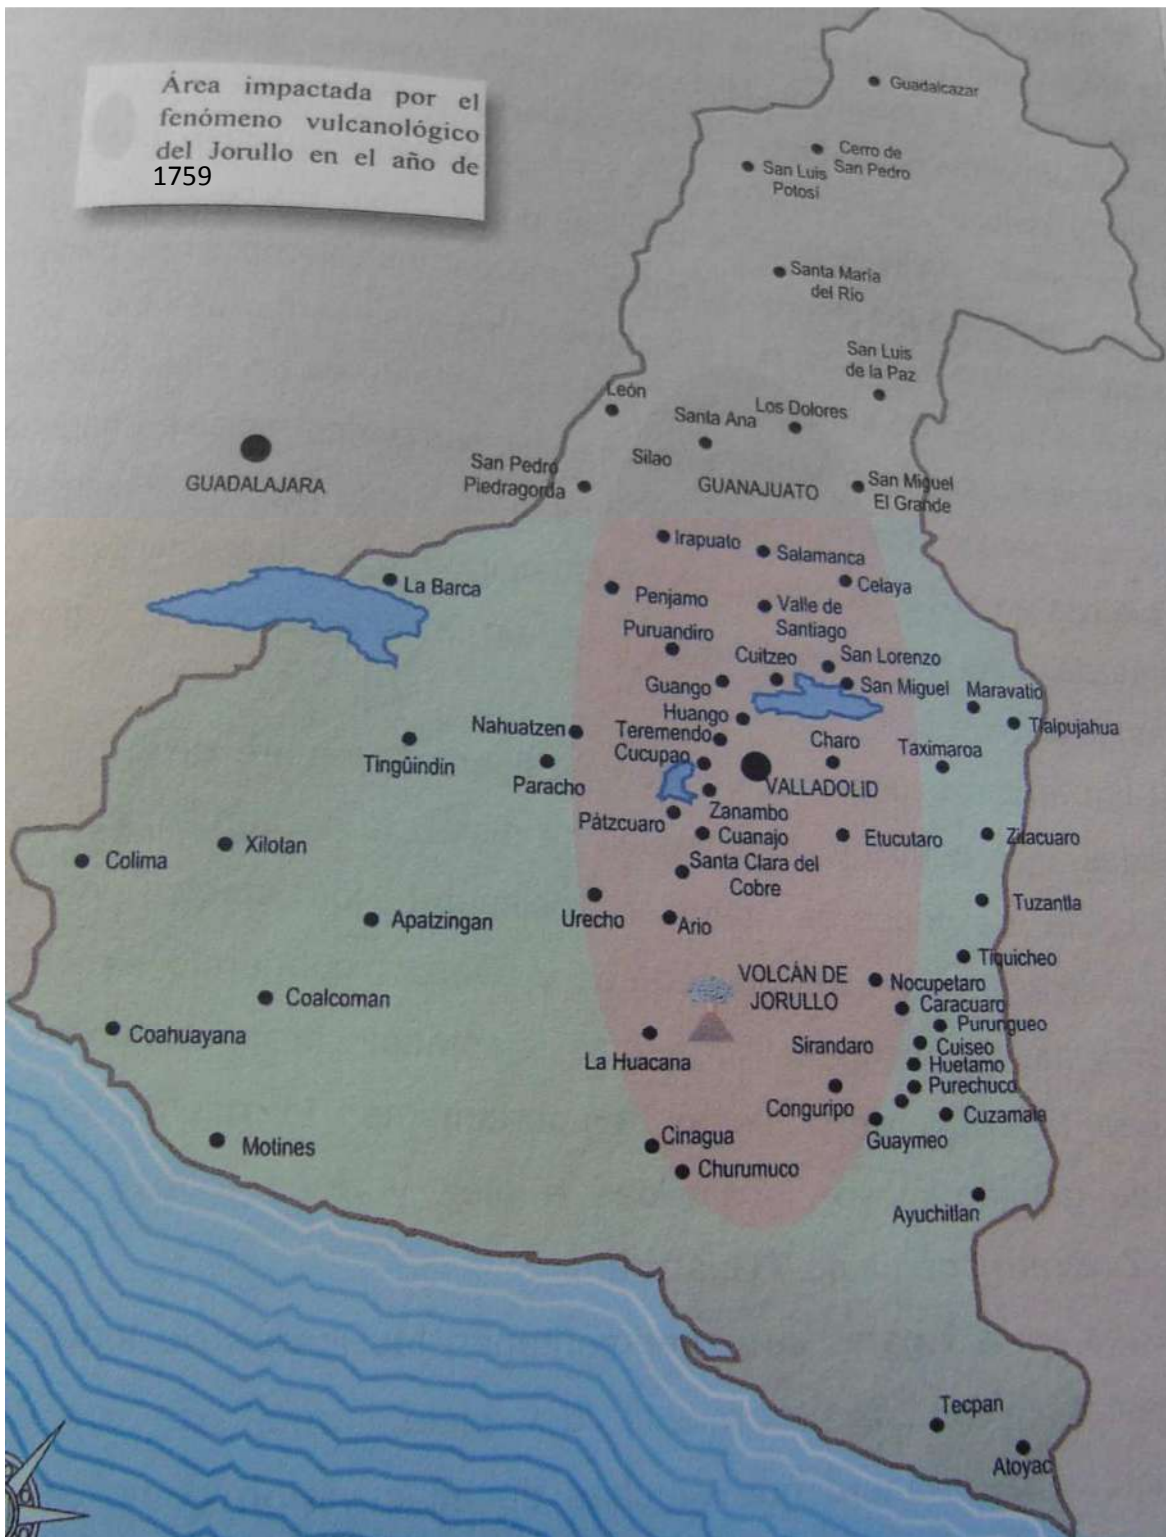 Área impactada por el
fenómeno vulcanológico
del Jorullo en el año de
1759
Guadalcazar
Cerro de
San Pedro
San Luis
Potosí
Santa María
del Río
San Luis
de la Paz
León
Santa Ana
Los Dolores
Silao
GUADALAJARA
San Pedro
Piedragorda
GUANAJUATO
San Miguel
El Grande
Irapuato
Salamanca
La Barca
Celaya
Penjamo
Valle de
Santiago
Puruandiro
Cuitzeo
San Lorenzo
Guango
San Miguel
Maravatio
Huango
Tlalpujahua
Nahuatzen
Teremendo
Charo
Taximaroa
Cucupao
Tingüindin
Paracho
VALLADOLID
Zanambo
Pátzcuaro
Cuanajo
Etucutaro
Zitacuaro
Xilotan
Colima
Santa Clara del
Cobre
Tuzantla
Apatzingan
Urecho
Ario
Tiquicheo
VOLCÁN DE
JORULLO
Nocupetaro
Coalcoman
Caracuaro
Purungueo
Coahuayana
Sirandaro
Cuiseo
La Huacana
Huetamo
Purechuco
Conguripo
Cuzamala
Cinagua
Guaymeo
Motines
Churumuco
Ayuchitlan
Tecpan
Atoyac